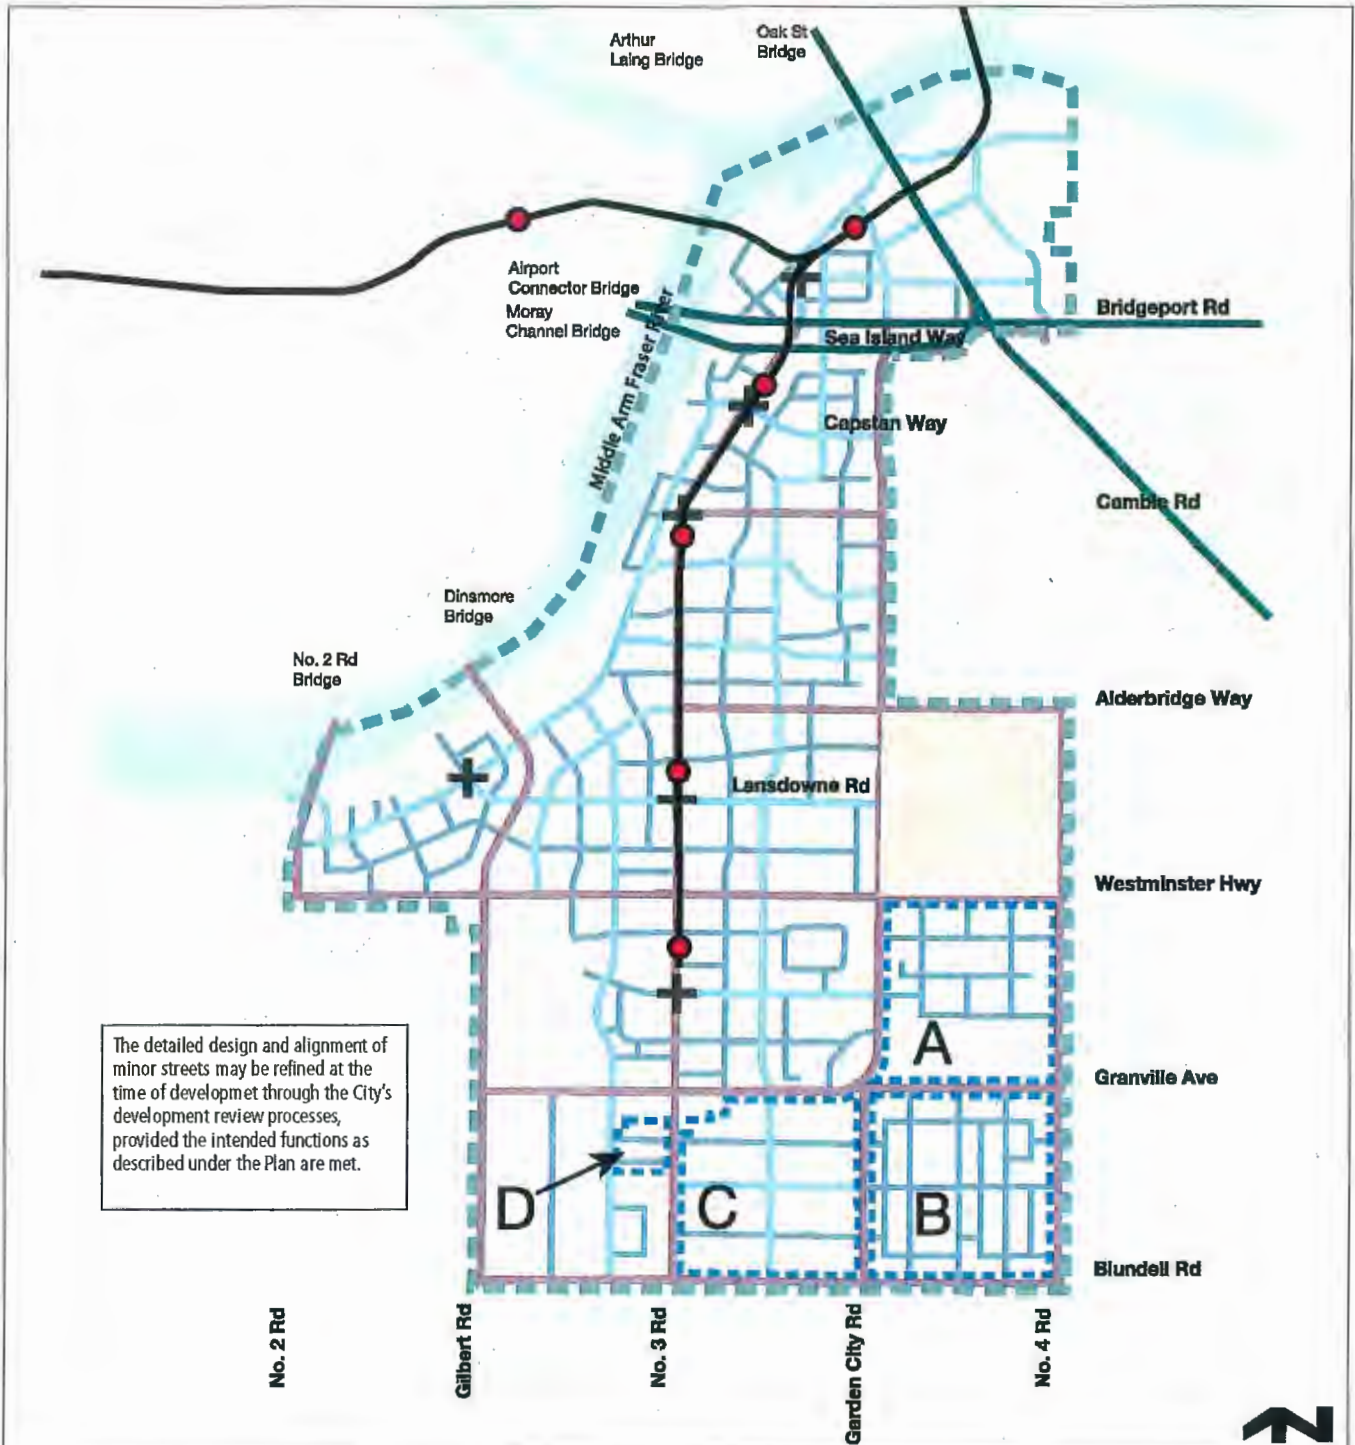 Arthur
Laing Bridge
Oak St
Bridge
Airport
Connector Bridge
Moray
Channel Bridge
Middle Arm Fraser River
Bridgeport Rd
Sea Island Way
Capstan Way
Cambie Rd
Dinsmore
Bridge
No. 2 Rd
Bridge
Alderbridge Way
Lansdowne Rd
Westminster Hwy
A
Granville Ave
The detailed design and alignment of
minor streets may be refined at the
time of developmet through the City's
development review processes,
provided the intended functions as
described under the Plan are met.
D
C
B
Blundell Rd
No. 2 Rd
Gilbert Rd
No. 3 Rd
Garden City Rd
No. 4 Rd
N